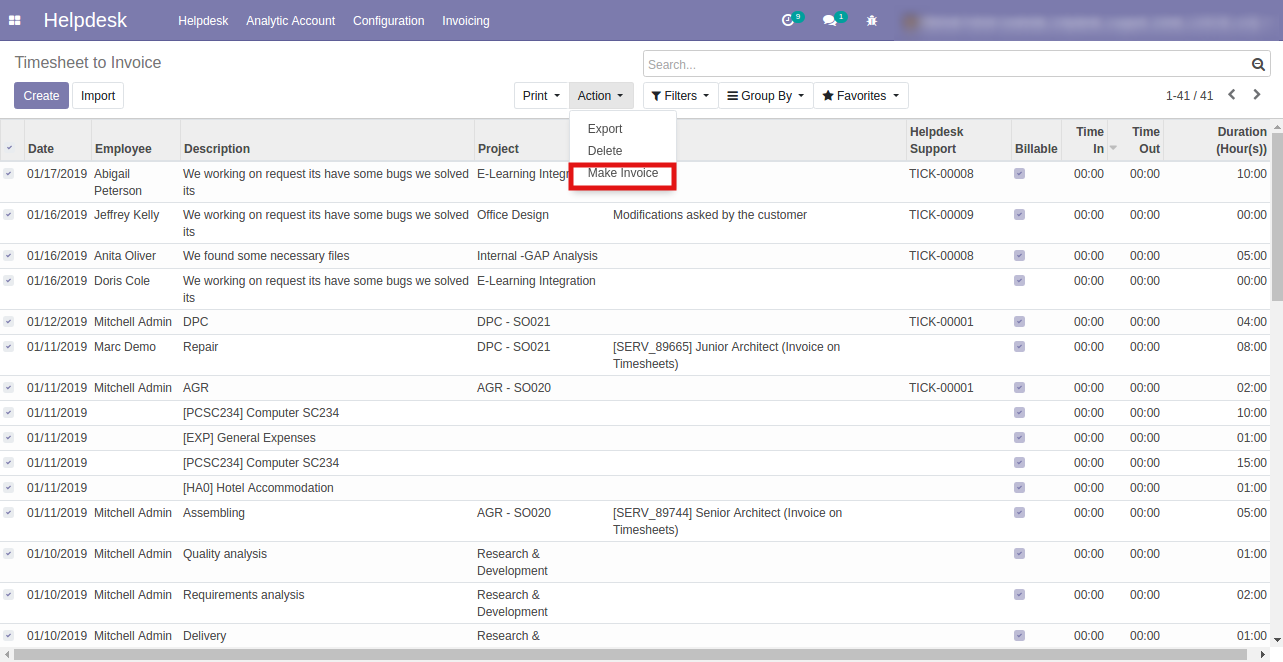 Helpdesk Helpdesk Analytic Account Configuration Invoicing 9 1
Timesheet to Invoice
Search...
Create Import Print Action Filters Group By Favorites 1-41 / 41
Export
Delete
Make Invoice
Date Employee Description Project Helpdesk Support Billable Time In Time Out Duration (Hour(s))
01/17/2019 Abigail Peterson We working on request its have some bugs we solved its E-Learning Integr TICK-00008 00:00 00:00 10:00
01/16/2019 Jeffrey Kelly We working on request its have some bugs we solved its Office Design Modifications asked by the customer TICK-00009 00:00 00:00 00:00
01/16/2019 Anita Oliver We found some necessary files Internal -GAP Analysis TICK-00008 00:00 00:00 05:00
01/16/2019 Doris Cole We working on request its have some bugs we solved its E-Learning Integration 00:00 00:00 00:00
01/12/2019 Mitchell Admin DPC DPC - SO021 TICK-00001 00:00 00:00 04:00
01/11/2019 Marc Demo Repair DPC - SO021 [SERV_89665] Junior Architect (Invoice on Timesheets) 00:00 00:00 08:00
01/11/2019 Mitchell Admin AGR AGR - SO020 TICK-00001 00:00 00:00 02:00
01/11/2019 [PCSC234] Computer SC234 00:00 00:00 10:00
01/11/2019 [EXP] General Expenses 00:00 00:00 01:00
01/11/2019 [PCSC234] Computer SC234 00:00 00:00 15:00
01/11/2019 [HA0] Hotel Accommodation 00:00 00:00 01:00
01/11/2019 Mitchell Admin Assembling AGR - SO020 [SERV_89744] Senior Architect (Invoice on Timesheets) 00:00 00:00 05:00
01/10/2019 Mitchell Admin Quality analysis Research & Development 00:00 00:00 01:00
01/10/2019 Mitchell Admin Requirements analysis Research & Development 00:00 00:00 02:00
01/10/2019 Mitchell Admin Delivery Research & 00:00 00:00 01:00